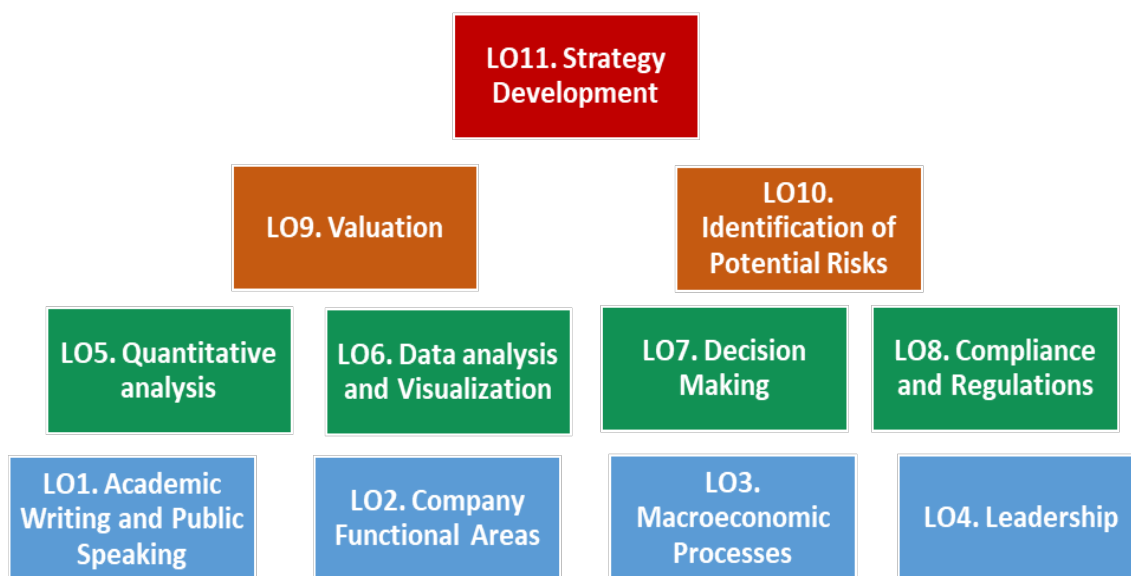 LO11. Strategy
Development
LO9. Valuation
LO10.
Identification of
Potential Risks
LO5. Quantitative
analysis
LO6. Data analysis
and Visualization
LO7. Decision
Making
LO8. Compliance
and Regulations
LO1. Academic
Writing and Public
Speaking
LO2. Company
Functional Areas
LO3.
Macroeconomic
Processes
LO4. Leadership